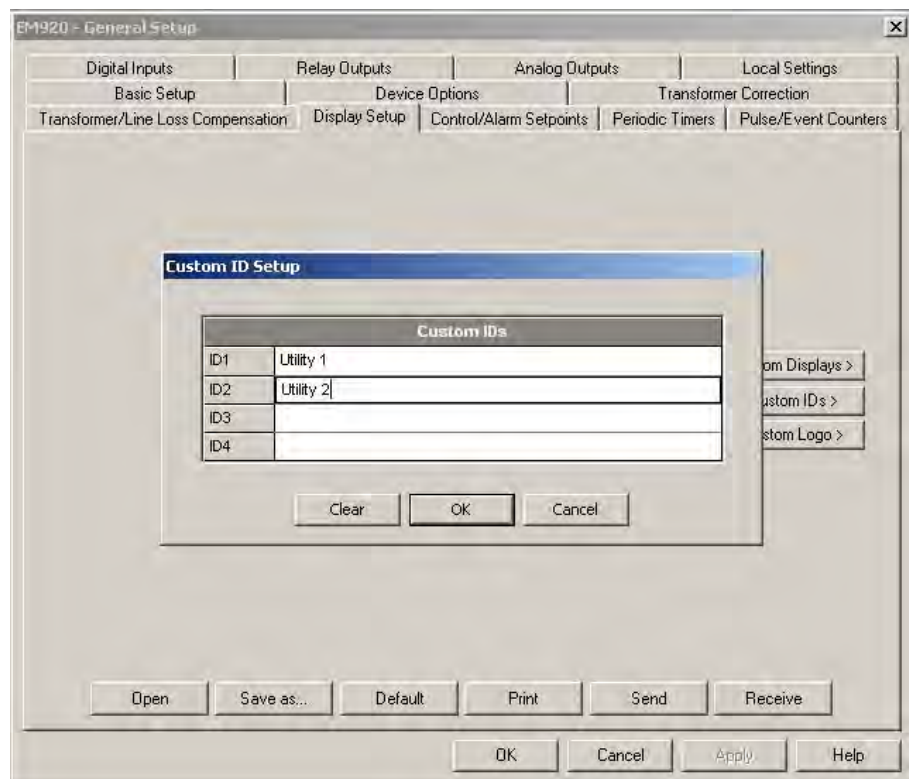 EM920 - General Setup
Digital Inputs Relay Outputs Analog Outputs Local Settings
Basic Setup Device Options Transformer Correction
Transformer/Line Loss Compensation Display Setup Control/Alarm Setpoints Periodic Timers Pulse/Event Counters
Custom ID Setup
Custom IDs
ID1 Utility 1
ID2 Utility 2
ID3
ID4
om Displays >
ustom IDs >
stom Logo >
Clear OK Cancel
Open Save as... Default Print Send Receive
OK Cancel Apply Help